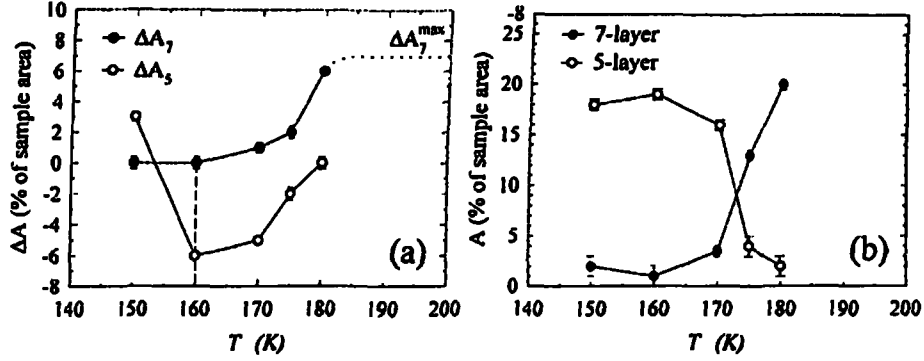 10
8
6
4
2
0
-2
-4
-6
-8
140 150 160 170 180 190 200
T (K)
ΔA (% of sample area)
ΔA₇
ΔA₅
ΔA₇ᵐᵃˣ
(a)
-8
20
15
10
5
0
140 150 160 170 180 190 200
T (K)
A (% of sample area)
7-layer
5-layer
(b)